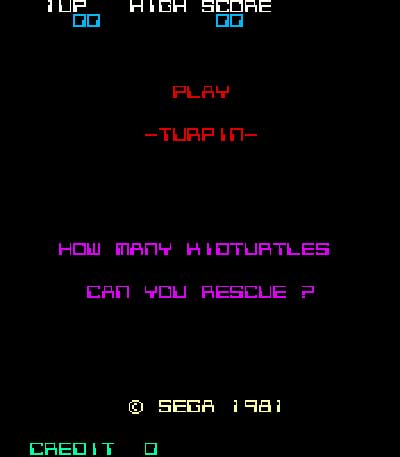 1UP HIGH SCORE
00 00
PLAY
-TURPIN-
HOW MANY KIDTURTLES
CAN YOU RESCUE ?
© SEGA 1981
CREDIT 0